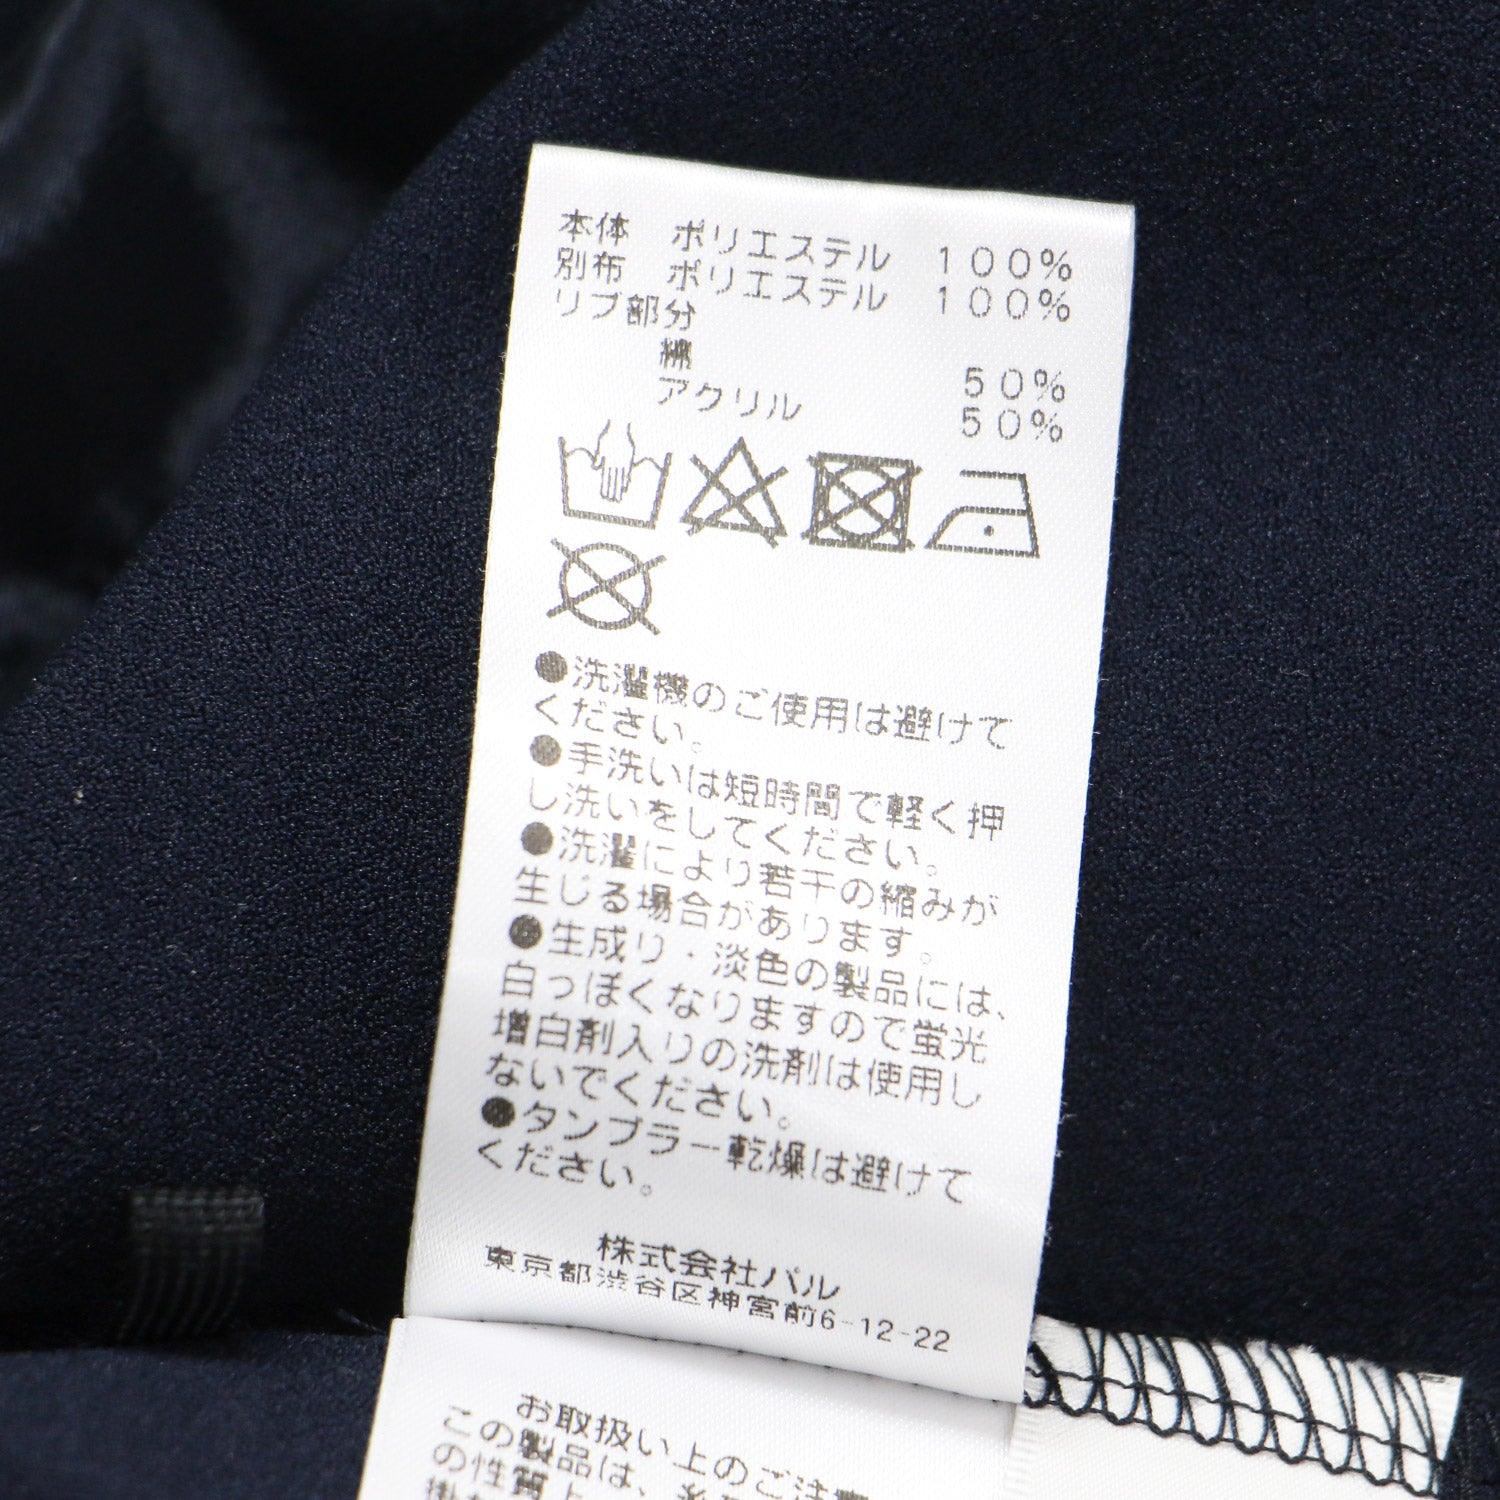 本体 ポリエステル 100%
別布 ポリエステル 100%
リブ部分
綿 50%
アクリル 50%
●洗濯機のご使用は避けて
ください。
●手洗いは短時間で軽く押
し洗いをしてください。
●洗濯により若干の縮みが
生じる場合があります。
●生成り・淡色の製品には、
白っぽくなりますので蛍光
増白剤入りの洗剤は使用し
ないでください。
●タンブラー乾燥は避けて
ください。
株式会社パル
東京都渋谷区神宮前6-12-22
お取扱い上のご注意
この製品は、
の性質上